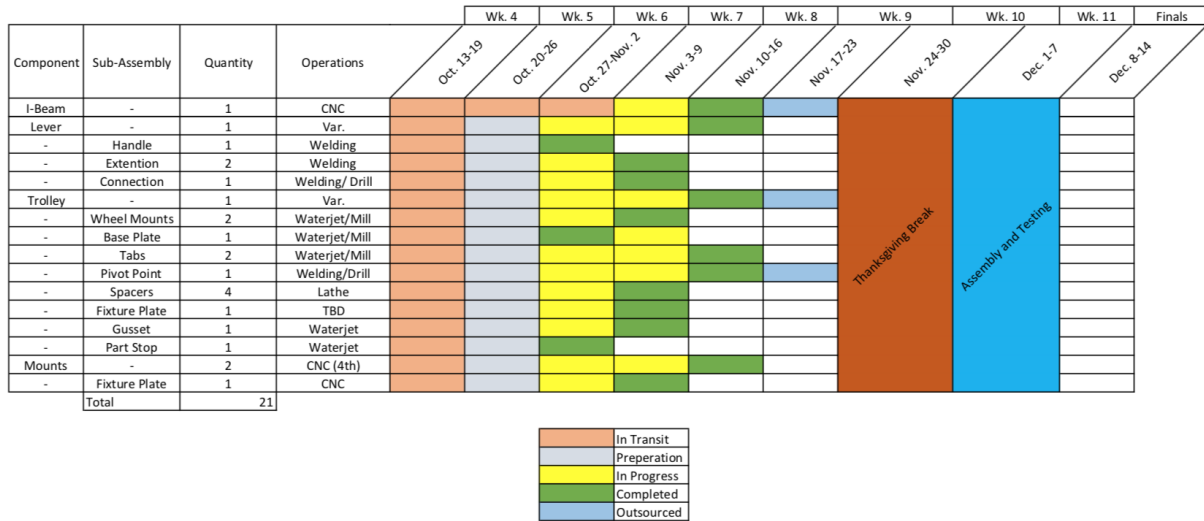 Wk. 4 Wk. 5 Wk. 6 Wk. 7 Wk. 8 Wk. 9 Wk. 10 Wk. 11 Finals
Component Sub-Assembly Quantity Operations Oct. 13-19 Oct. 20-26 Oct. 27-Nov. 2 Nov. 3-9 Nov. 10-16 Nov. 17-23 Nov. 24-30 Dec. 1-7 Dec. 8-14
I-Beam - 1 CNC
Lever - 1 Var.
- Handle 1 Welding
- Extention 2 Welding
- Connection 1 Welding/ Drill
Trolley - 1 Var.
- Wheel Mounts 2 Waterjet/Mill
- Base Plate 1 Waterjet/Mill
- Tabs 2 Waterjet/Mill
- Pivot Point 1 Welding/Drill
- Spacers 4 Lathe
- Fixture Plate 1 TBD
- Gusset 1 Waterjet
- Part Stop 1 Waterjet
Mounts - 2 CNC (4th)
- Fixture Plate 1 CNC
Total 21
Thanksgiving Break
Assembly and Testing
In Transit
Preperation
In Progress
Completed
Outsourced